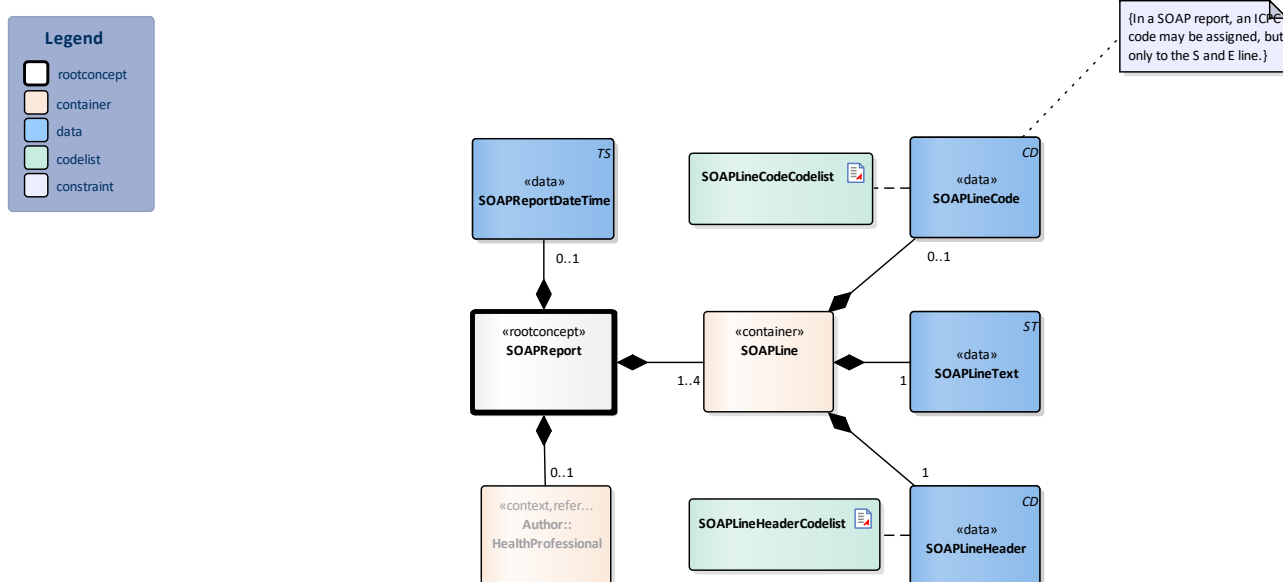 Legend
rootconcept
container
data
codelist
constraint
{In a SOAP report, an ICPC
code may be assigned, but
only to the S and E line.}
TS
«data»
SOAPReportDateTime
0..1
SOAPLineCodeCodelist
CD
«data»
SOAPLineCode
0..1
«rootconcept»
SOAPReport
1..4
«container»
SOAPLine
ST
«data»
SOAPLineText
1
0..1
1
«context,refer...
Author::
HealthProfessional
SOAPLineHeaderCodelist
CD
«data»
SOAPLineHeader